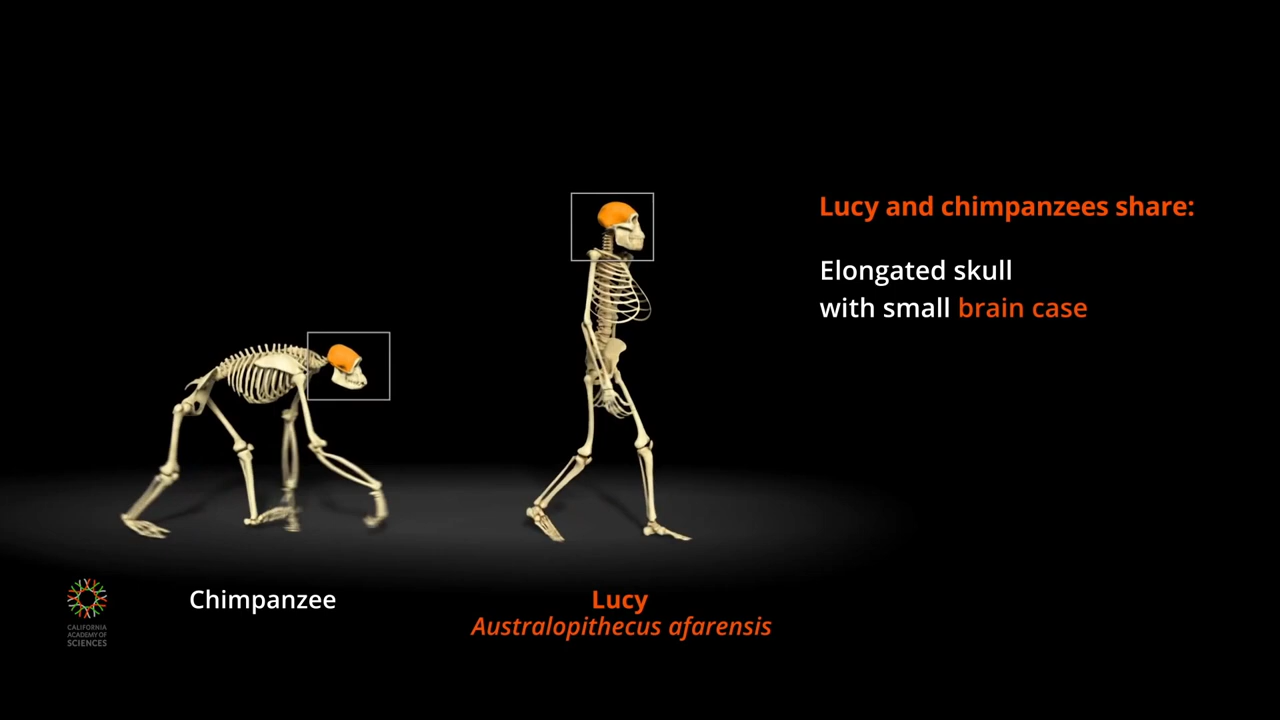 Lucy and chimpanzees share:
Elongated skull
with small brain case
Chimpanzee
Lucy
Australopithecus afarensis
CALIFORNIA
ACADEMY OF
SCIENCES